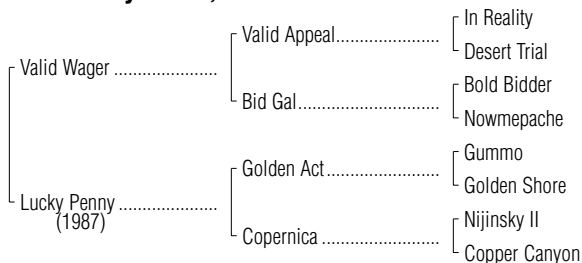 In Reality
Valid Appeal....................
Desert Trial
Valid Wager ....................
Bold Bidder
Bid Gal...........................
Nowmepache
Gummo
Golden Act .....................
Golden Shore
Lucky Penny ...................
(1987)
Nijinsky II
Copernica .......................
Copper Canyon